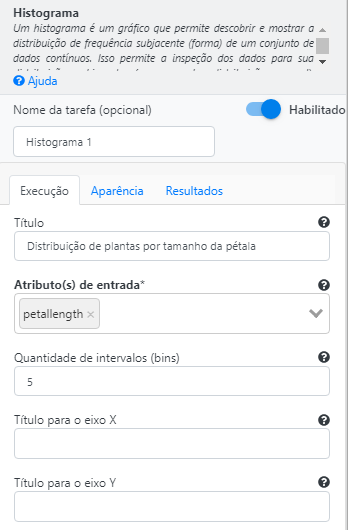 Histograma
Um histograma é um gráfico que permite descobrir e mostrar a
distribuição de frequência subjacente (forma) de um conjunto de
dados contínuos. Isso permite a inspeção dos dados para sua
Ajuda
Nome da tarefa (opcional)
Habilitado
Histograma 1
Execução Aparência Resultados
Título
Distribuição de plantas por tamanho da pétala
Atributo(s) de entrada*
petallength ×
Quantidade de intervalos (bins)
5
Título para o eixo X
Título para o eixo Y